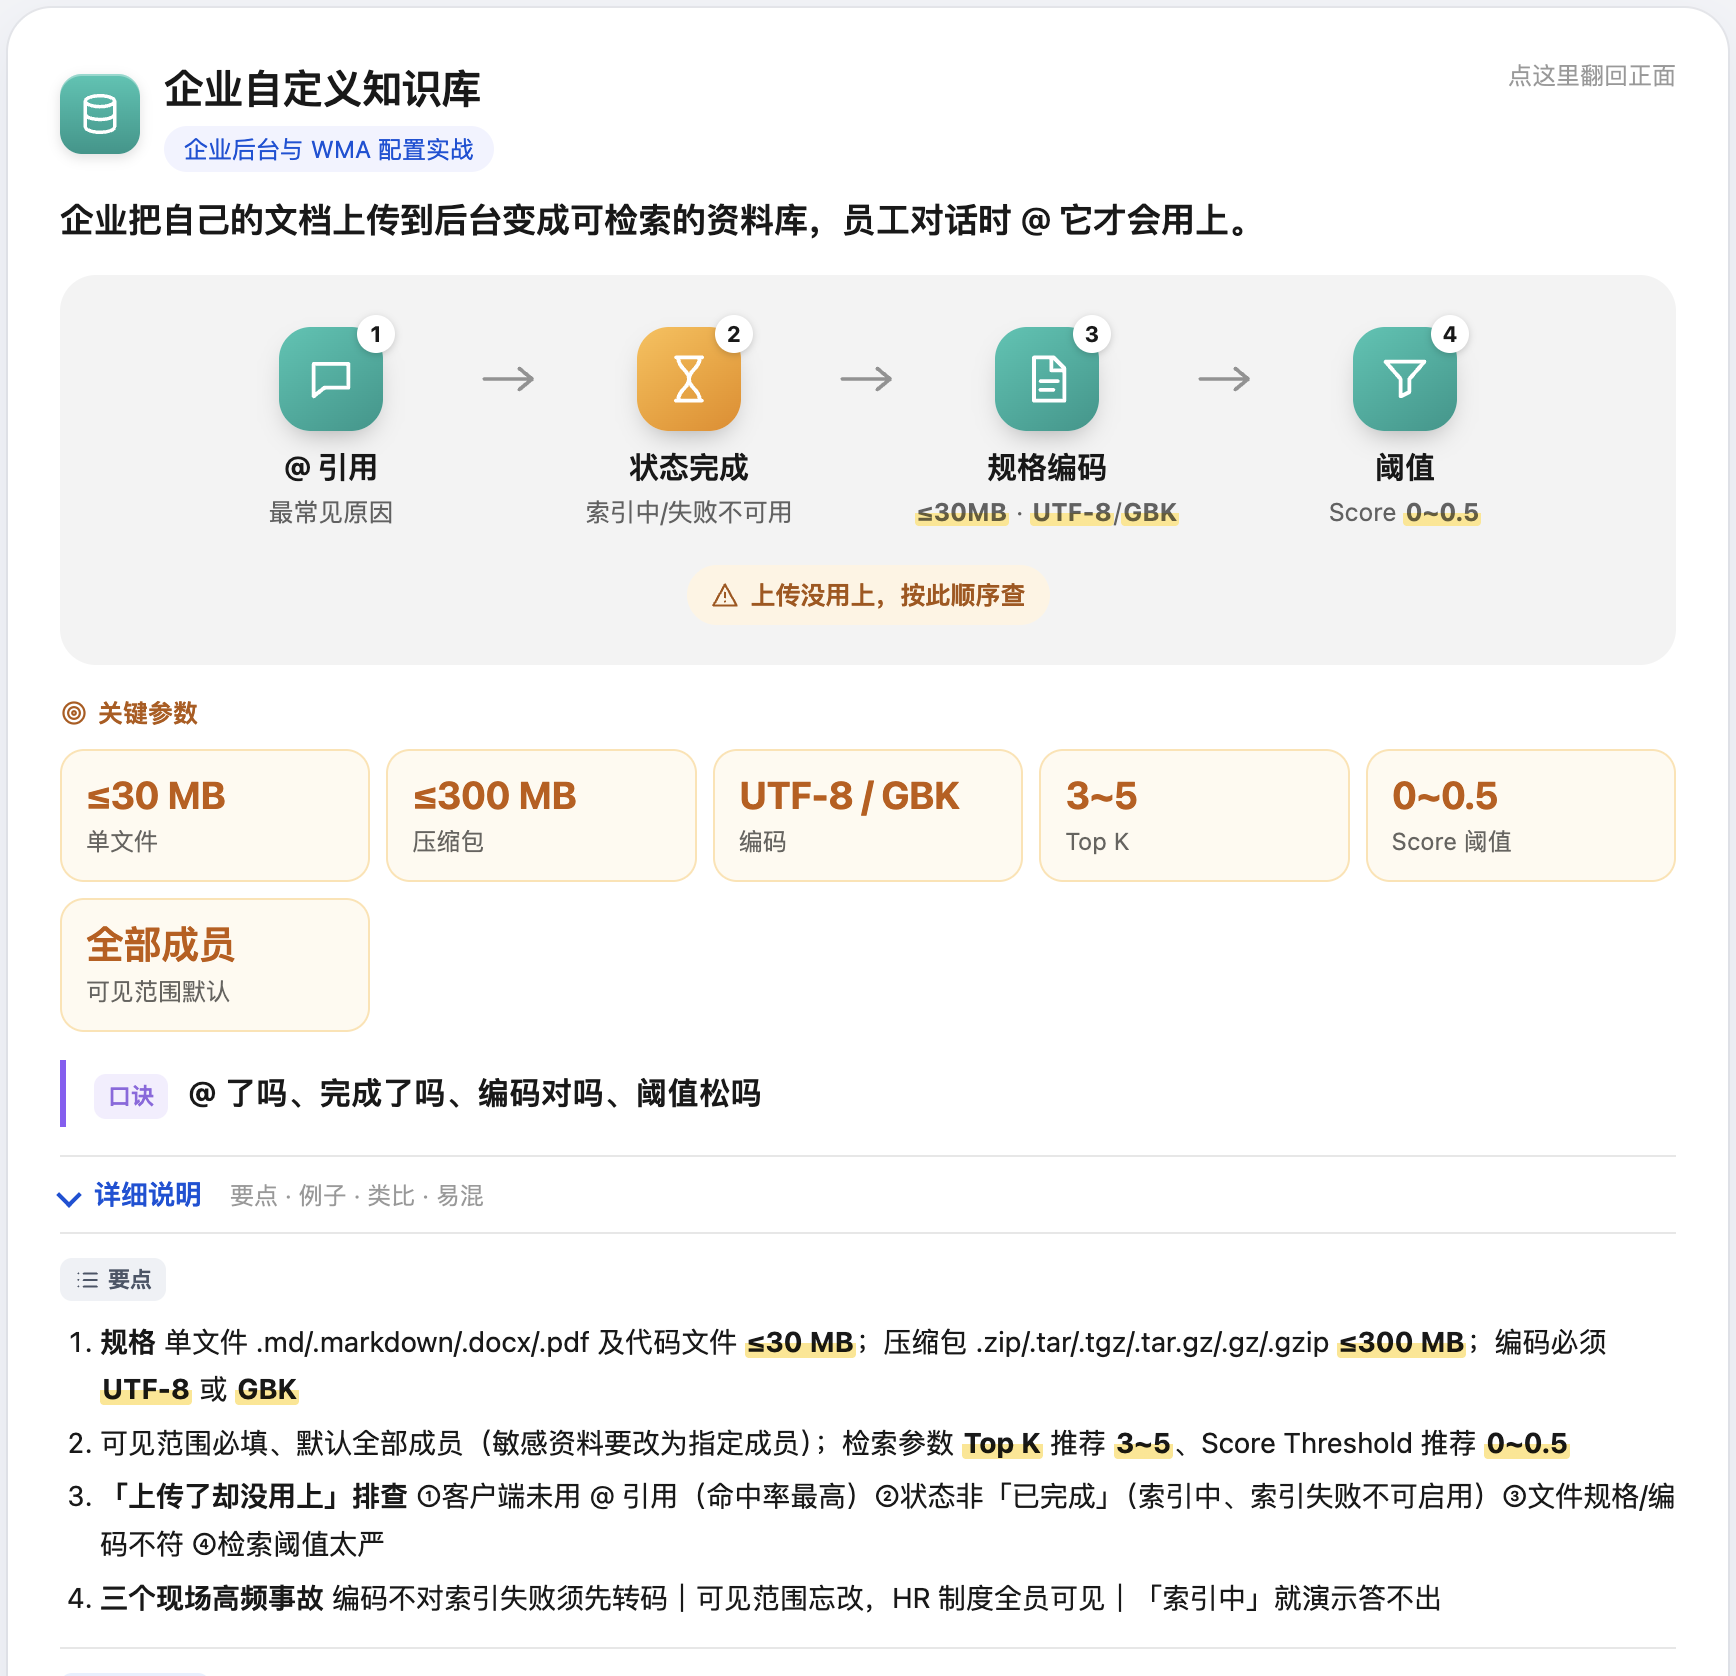 企业自定义知识库
点这里翻回正面
企业后台与 WMA 配置实战
企业把自己的文档上传到后台变成可检索的资料库，员工对话时 @ 它才会用上。
1
2
3
4
@ 引用
状态完成
规格编码
阈值
最常见原因
索引中/失败不可用
≤30MB · UTF-8/GBK
Score 0~0.5
上传没用上，按此顺序查
关键参数
≤30 MB
单文件
≤300 MB
压缩包
UTF-8 / GBK
编码
3~5
Top K
0~0.5
Score 阈值
全部成员
可见范围默认
口诀 @ 了吗、完成了吗、编码对吗、阈值松吗
详细说明 要点 · 例子 · 类比 · 易混
要点
1. 规格 单文件 .md/.markdown/.docx/.pdf 及代码文件 ≤30 MB；压缩包 .zip/.tar/.tgz/.tar.gz/.gz/.gzip ≤300 MB；编码必须
UTF-8 或 GBK
2. 可见范围必填、默认全部成员（敏感资料要改为指定成员）；检索参数 Top K 推荐 3~5、Score Threshold 推荐 0~0.5
3. 「上传了却没用上」排查 ①客户端未用 @ 引用（命中率最高）②状态非「已完成」（索引中、索引失败不可启用）③文件规格/编
码不符 ④检索阈值太严
4. 三个现场高频事故 编码不对索引失败须先转码 | 可见范围忘改，HR 制度全员可见 | 「索引中」就演示答不出